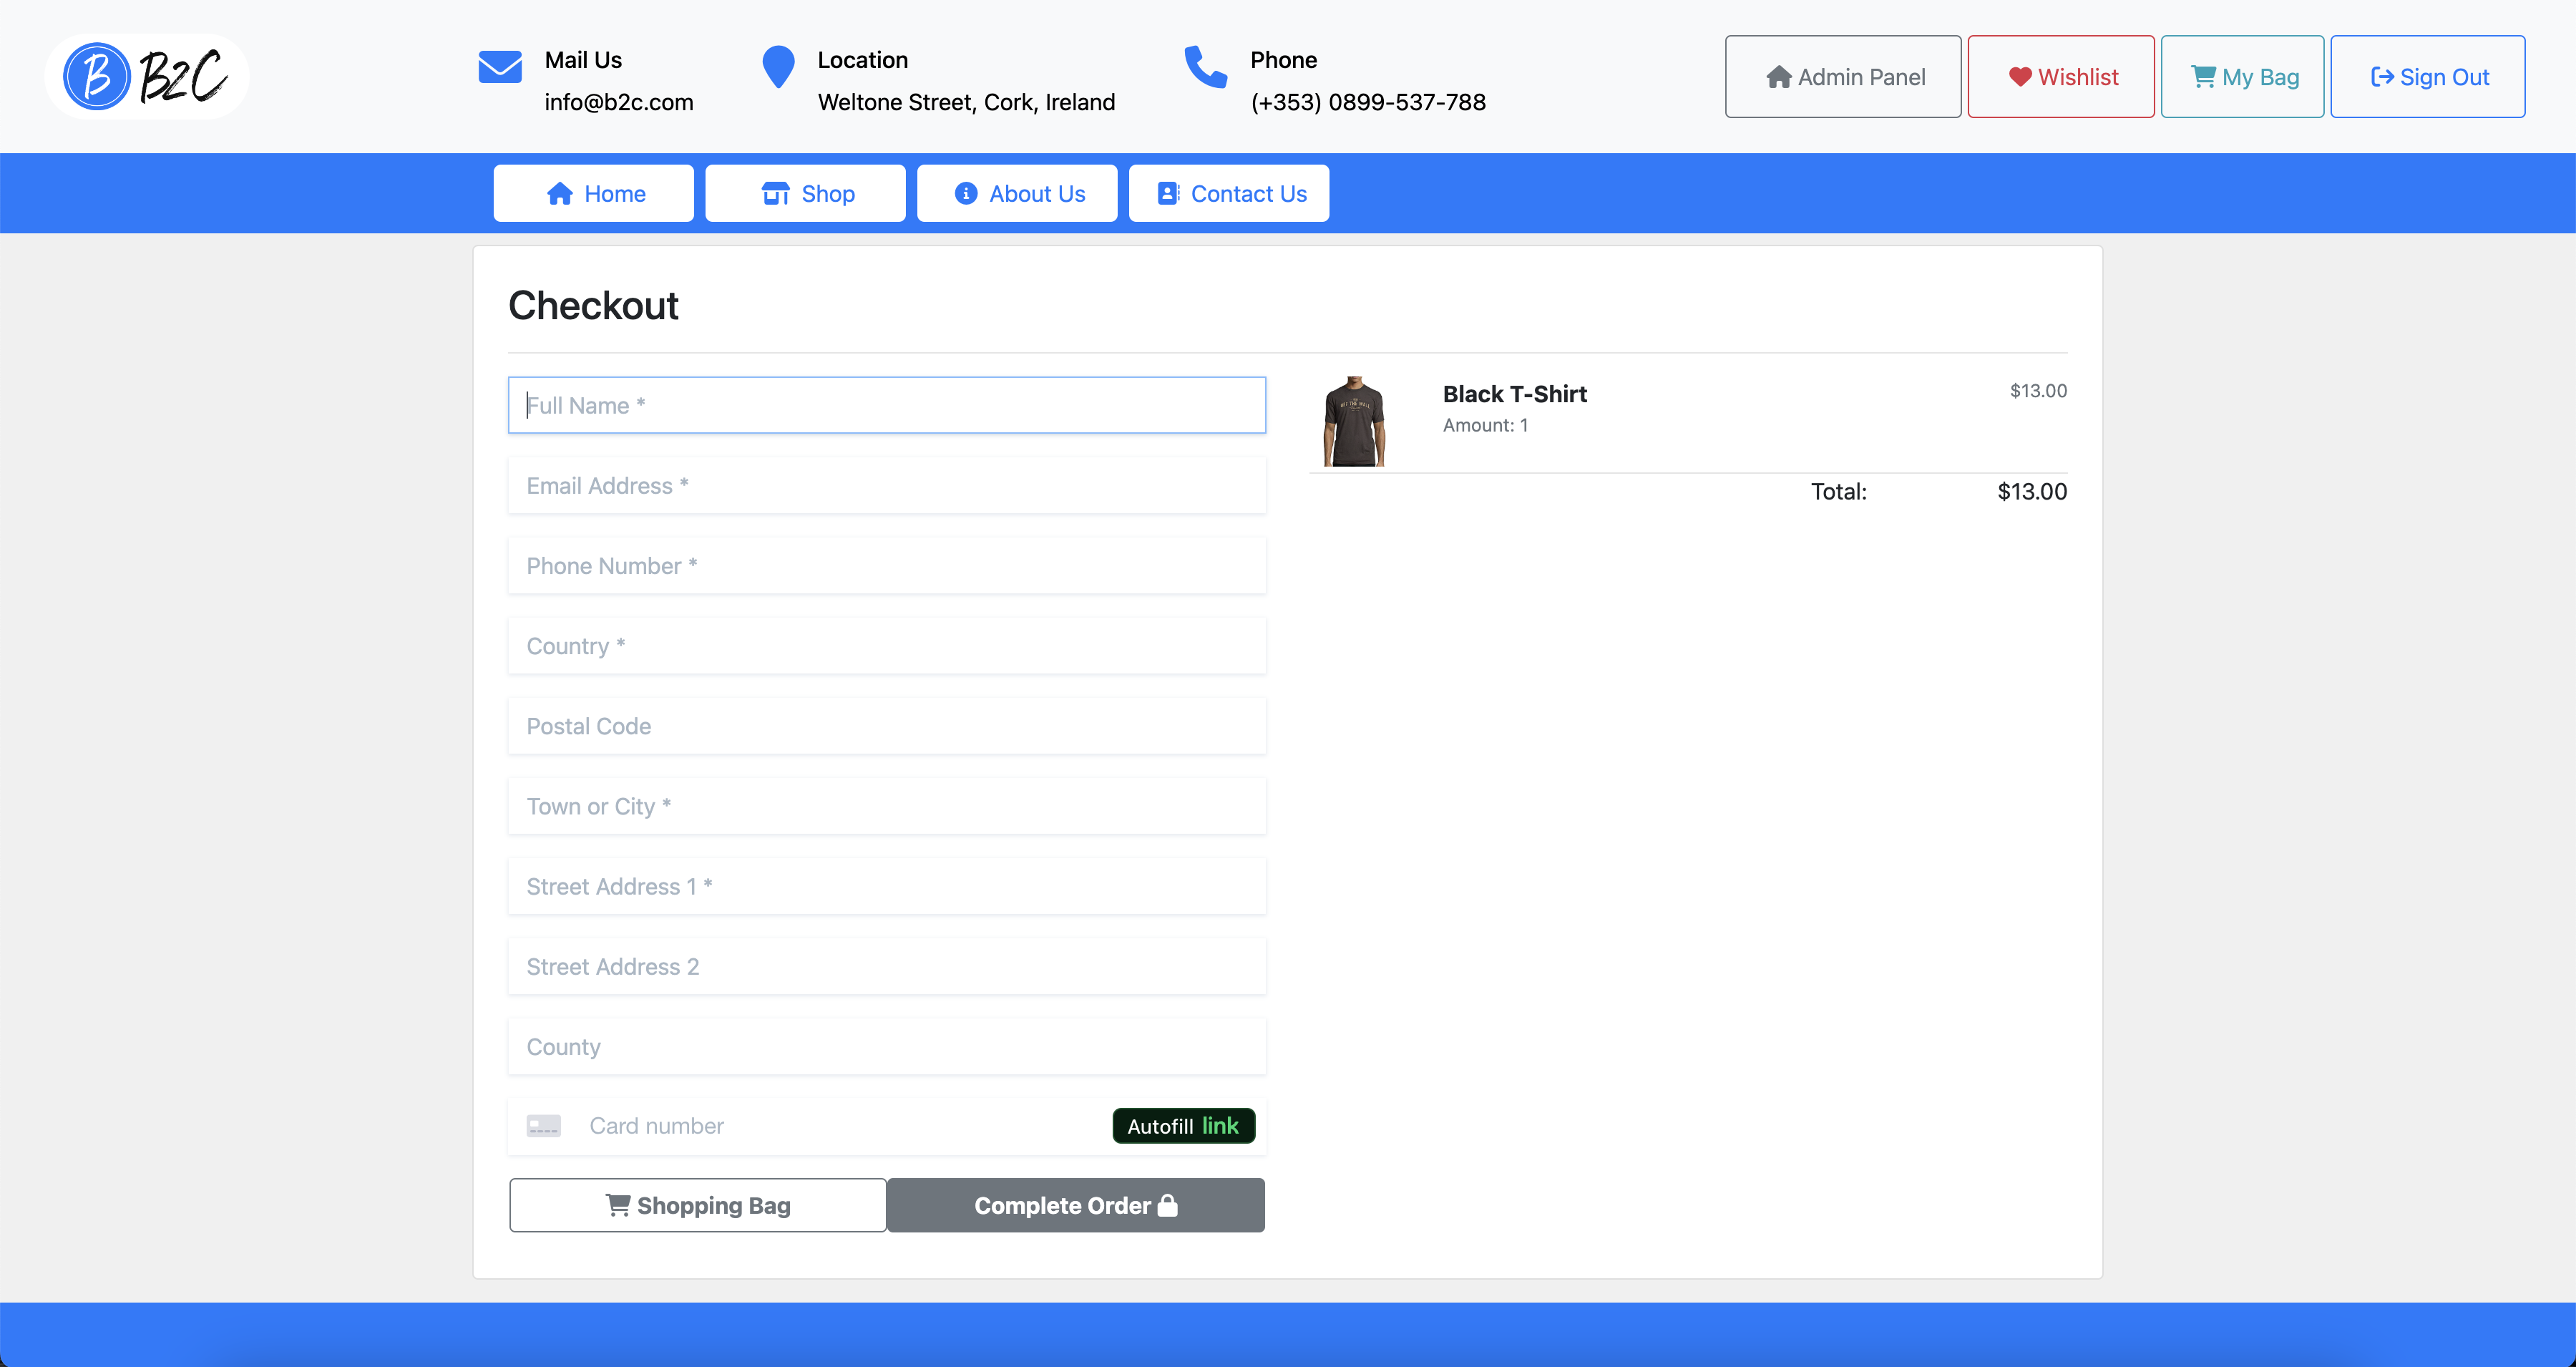 B B2C
Mail Us
info@b2c.com
Location
Weltone Street, Cork, Ireland
Phone
(+353) 0899-537-788
Admin Panel
Wishlist
My Bag
Sign Out
Home
Shop
About Us
Contact Us
Checkout
Full Name *
Email Address *
Phone Number *
Country *
Postal Code
Town or City *
Street Address 1 *
Street Address 2
County
Card number
Autofill link
Shopping Bag
Complete Order
Black T-Shirt
$13.00
Amount: 1
Total: $13.00